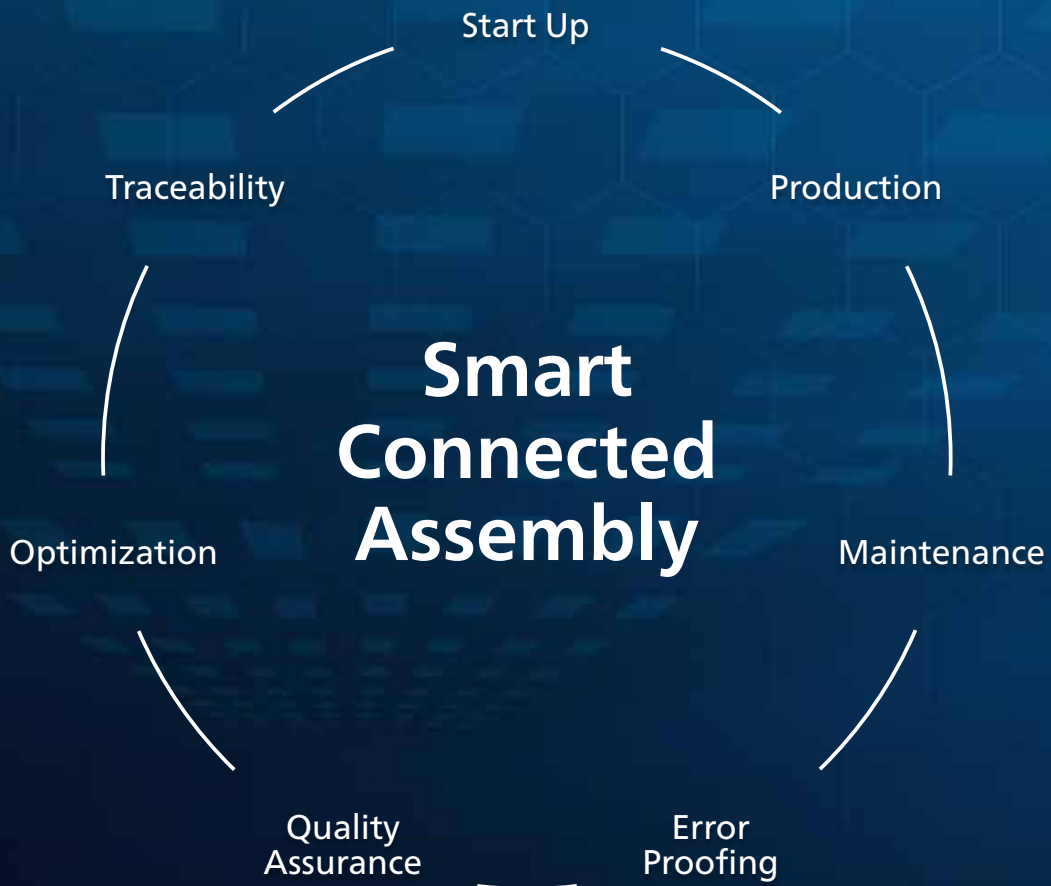 Start Up
Traceability
Production
Smart
Connected
Assembly
Optimization
Maintenance
Quality
Assurance
Error
Proofing